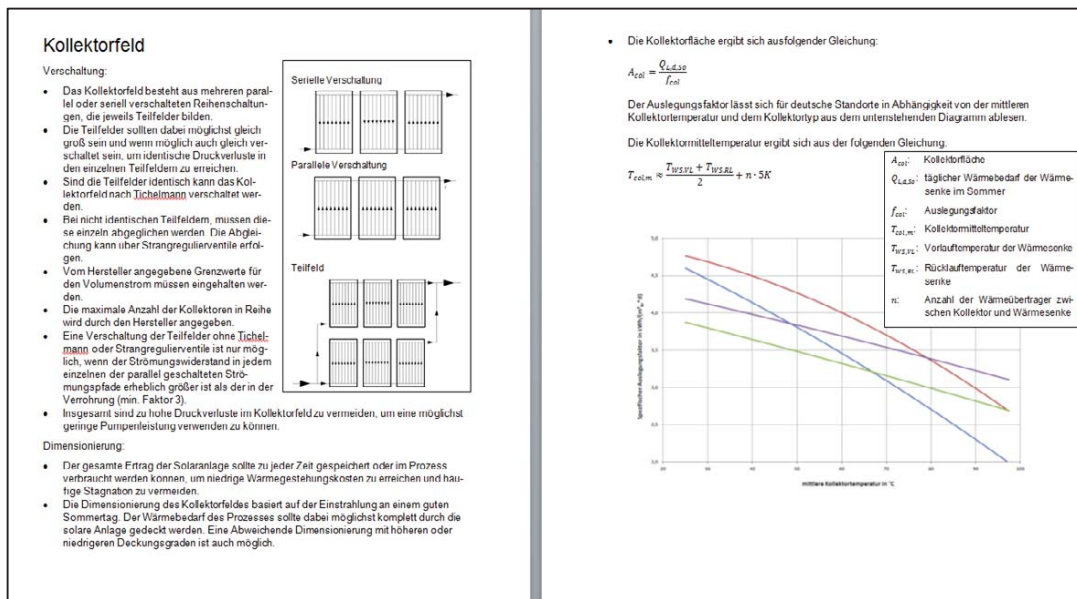 Kollektorfeld
Verschaltung:
• Das Kollektorfeld besteht aus mehreren paral-
lel oder seriell verschalteten Reihenschaltun-
gen, die jeweils Teilfelder bilden.
• Die Teilfelder sollten dabei möglichst gleich
groß sein und wenn möglich auch gleich ver-
schaltet sein, um identische Druckverluste in
den einzelnen Teilfeldern zu erreichen.
• Sind die Teilfelder identisch kann das Kol-
lektorfeld nach Tichelmann verschaltet wer-
den.
• Bei nicht identischen Teilfeldern, mussen die-
se einzeln abgeglichen werden. Die Abglei-
chung kann uber Strangregulierventile erfol-
gen.
• Vom Hersteller angegebene Grenzwerte für
den Volumenstrom müssen eingehalten wer-
den.
• Die maximale Anzahl der Kollektoren in Reihe
wird durch den Hersteller angegeben.
• Eine Verschaltung der Teilfelder ohne Tichel-
mann oder Strangregulierventile ist nur mög-
lich, wenn der Strömungswiderstand in jedem
einzelnen der parallel geschalteten Strö-
mungspfade erheblich größer ist als der in der
Verrohrung (min. Faktor 3).
• Insgesamt sind zu hohe Druckverluste im Kollektorfeld zu vermeiden, um eine möglichst
geringe Pumpenleistung verwenden zu können.
Serielle Verschaltung
Parallele Verschaltung
Teilfeld
Dimensionierung:
• Der gesamte Ertrag der Solaranlage sollte zu jeder Zeit gespeichert oder im Prozess
verbraucht werden konnen, um niedrige Warmegestehungskosten zu erreichen und hau-
fige Stagnation zu vermeiden.
• Die Dimensionierung des Kollektorfeldes basiert auf der Einstrahlung an einem guten
Sommertag. Der Wärmebedarf des Prozesses sollte dabei möglichst komplett durch die
solare Anlage gedeckt werden. Eine Abweichende Dimensionierung mit höheren oder
niedrigeren Deckungsgraden ist auch möglich.
• Die Kollektorfläche ergibt sich ausfolgender Gleichung:
A_col = Q_L,d,So / f_col
Der Auslegungsfaktor lässt sich für deutsche Standorte in Abhängigkeit von der mittleren
Kollektortemperatur und dem Kollektortyp aus dem untenstehenden Diagramm ablesen.
Die Kollektormitteltemperatur ergibt sich aus der folgenden Gleichung.
T_col,m ≈ (T_WS,VL + T_WS,RL) / 2 + n · 5K
A_col: Kollektorfläche
Q_L,d,So: täglicher Wärmebedarf der Wärme-
senke im Sommer
f_col: Auslegungsfaktor
T_col,m: Kollektormitteltemperatur
T_WS,VL: Vorlauftemperatur der Wärmesenke
T_WS,RL: Rücklauftemperatur der Wärme-
senke
n: Anzahl der Wärmeübertrager zwi-
schen Kollektor und Wärmesenke
20 30 40 50 60 70 80 90 100
mittlere Kollektortemperatur in °C